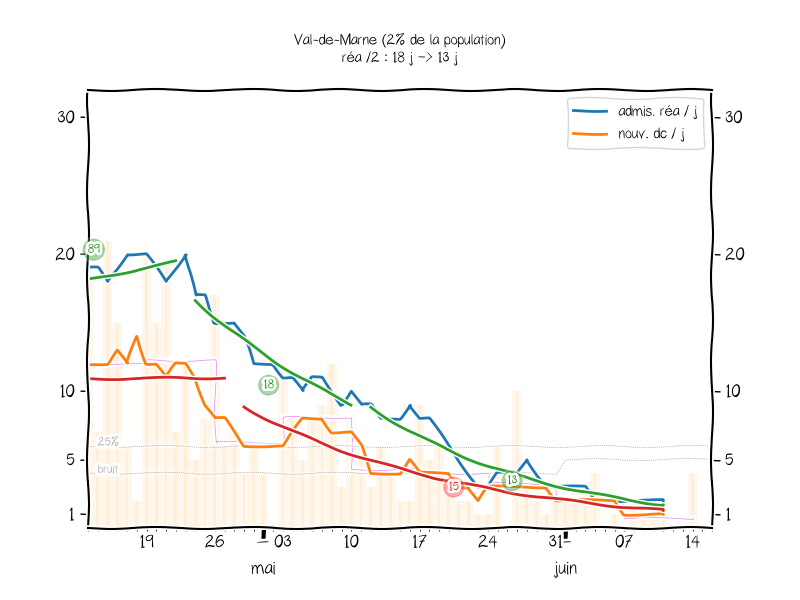 Val-de-Marne (2% de la population)
réa /2 : 18 j -> 13 j
admis. réa / j
nouv. dc / j
30
30
20
20
10
10
5
5
1
1
89
18
15
13
25%
bruit
19 26 03 10 17 24 31 07 14
mai juin